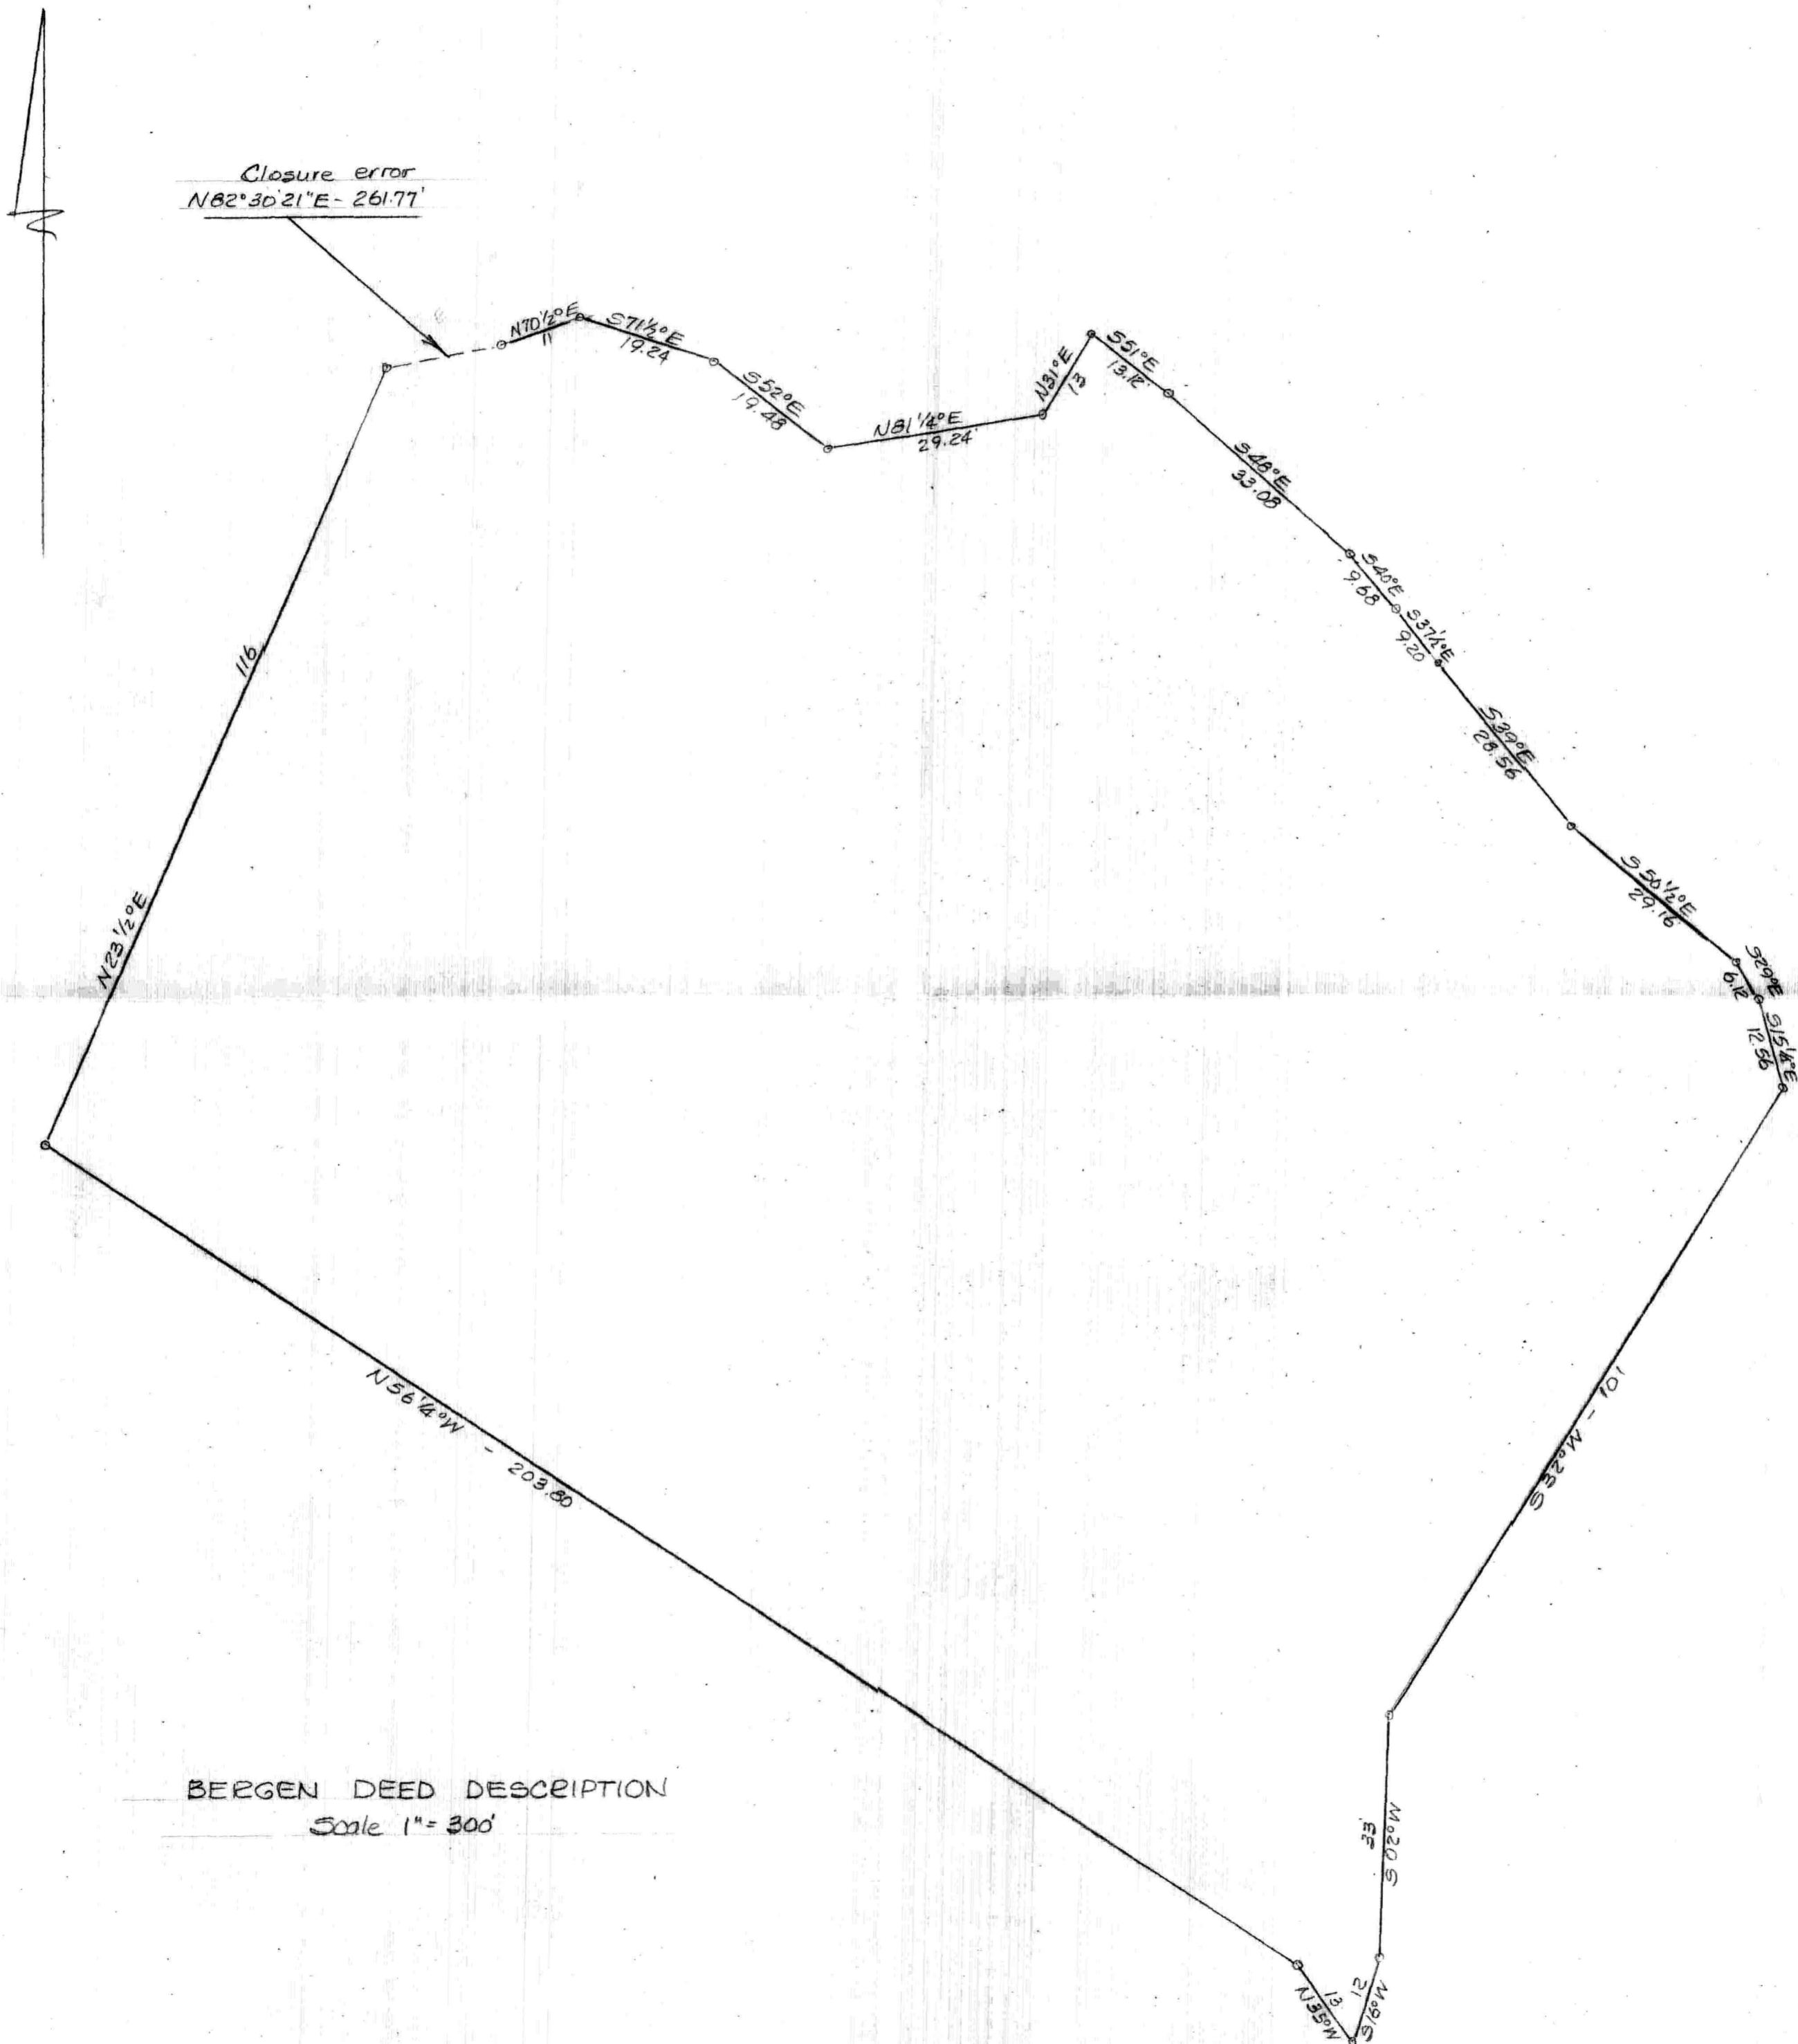 Closure error
N82°30'21"E - 261.77'
N70½°E
11
S71½°E
19.24
S52°E
19.48
N81¼°E
29.24
N31°E
13
S51°E
13.12
S48°E
33.08
S40°E
9.68
S37½°E
9.20
S39°E
28.56
S50½°E
29.16
S29°E
6.12
S15¼°E
12.56
S32°W - 101
33
S02°W
12
S16°W
13
N35°W
N56¼°W - 203.80
N23½°E
116
BERGEN DEED DESCRIPTION
Scale 1"= 300'